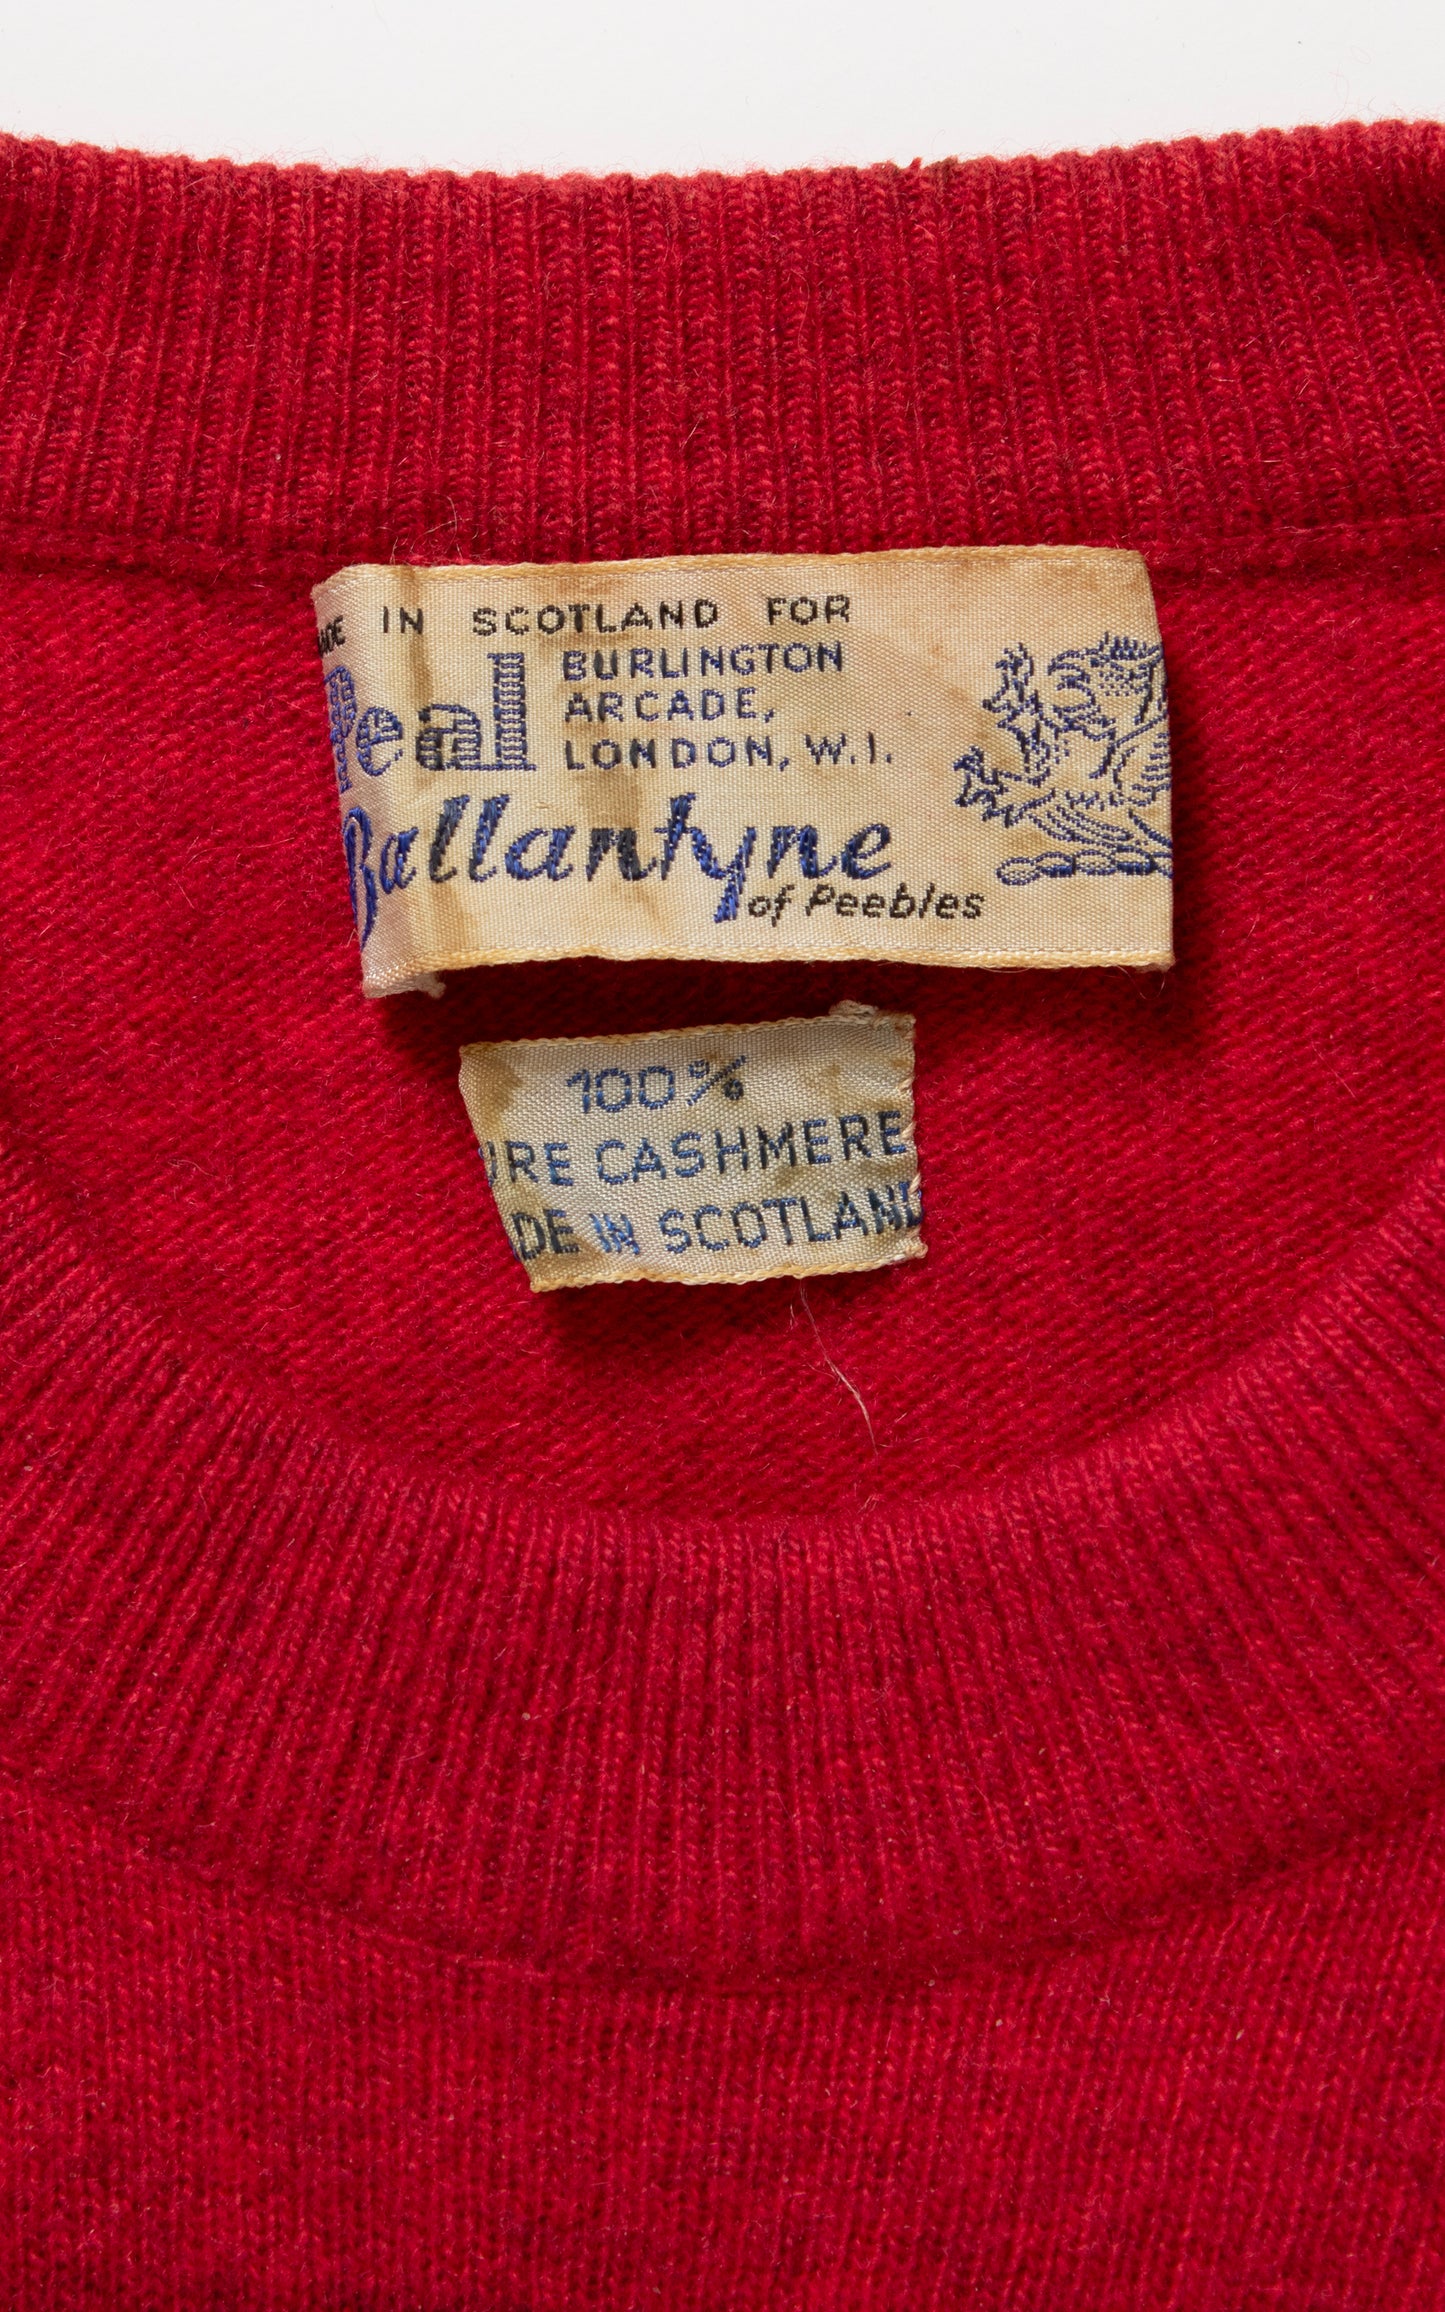 IN SCOTLAND FOR
Peal BURLINGTON
ARCADE,
LONDON, W.I.
Ballantyne
of Peebles
100%
CASHMERE
IN SCOTLAND